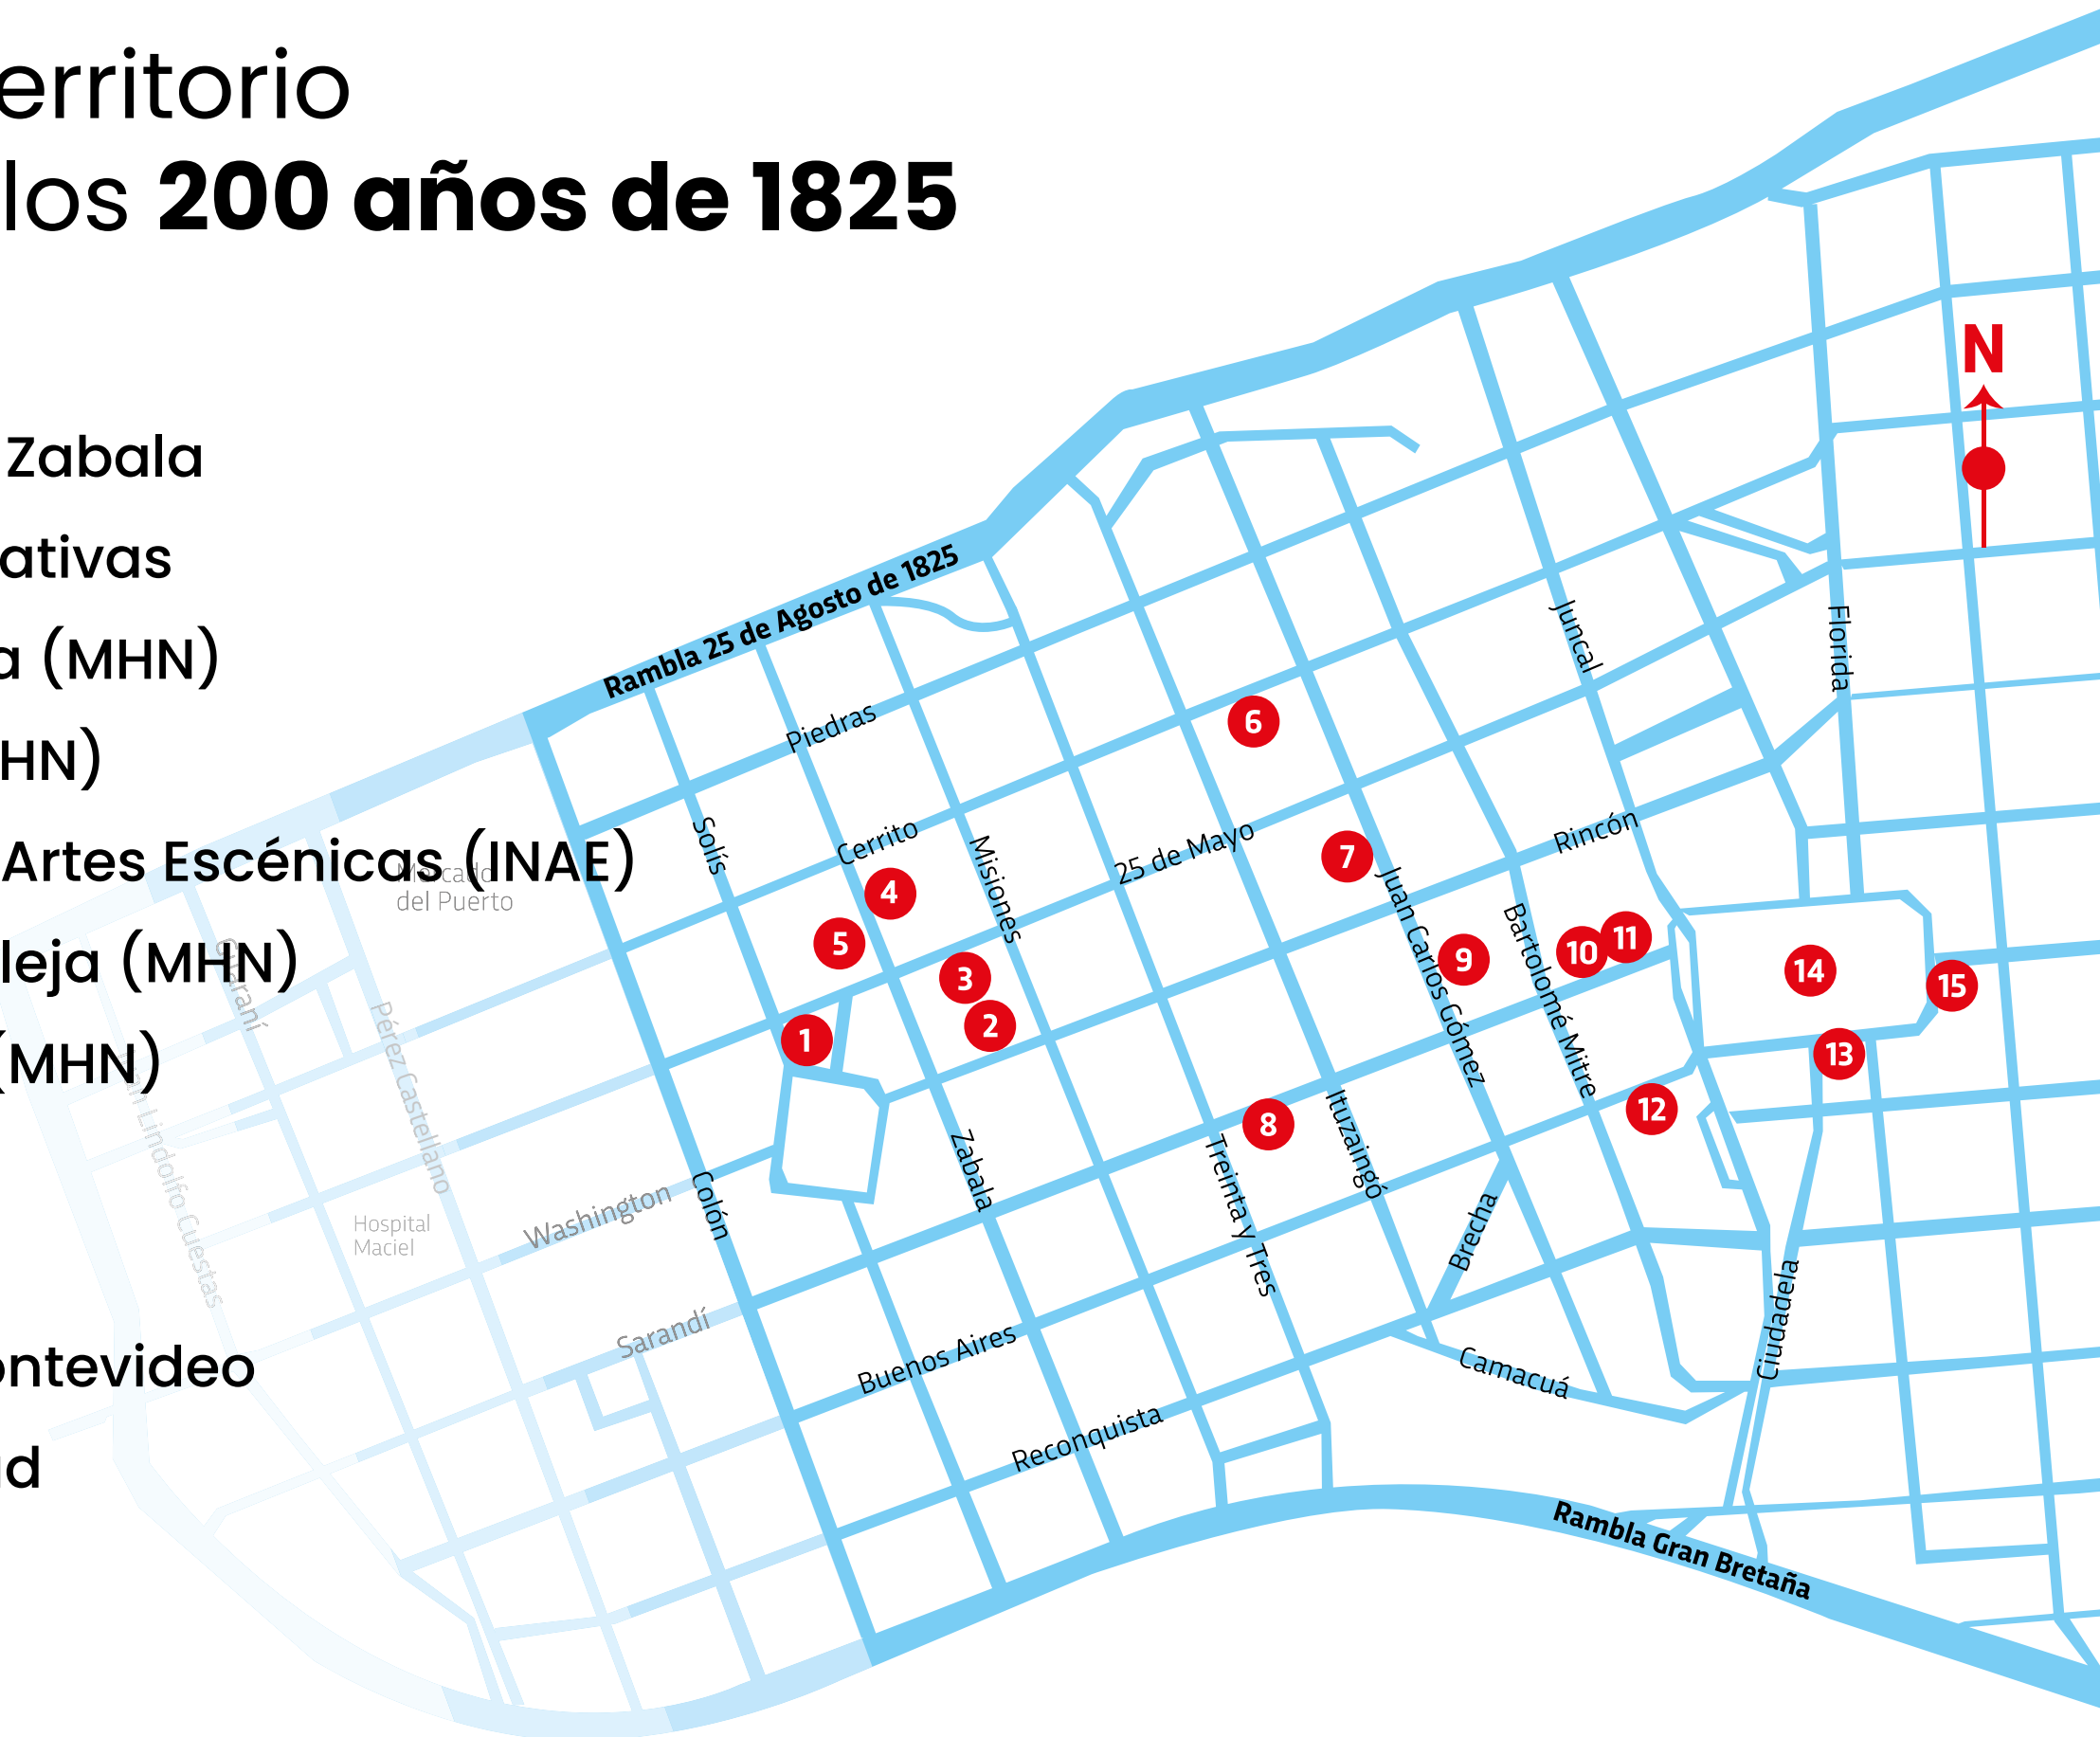 erritorio
los 200 años de 1825
Zabala
ativas
a (MHN)
HN)
Artes Escénicas (INAE)
leja (MHN)
(MHN)
ontevideo
ad
N
Rambla 25 de Agosto de 1825
Piedras
Cerrito
25 de Mayo
Rincón
Juncal
Florida
Solís
Misiones
Juan Carlos Gómez
Bartolomé Mitre
Mercado
del Puerto
Guaraní
Pérez Castellano
Juan Lindolfo Cuestas
Hospital
Maciel
Washington
Colón
Zabala
Treinta y Tres
Ituzaingó
Brecha
Sarandí
Buenos Aires
Reconquista
Camacuá
Ciudadela
Rambla Gran Bretaña
1
2
3
4
5
6
7
8
9
10
11
12
13
14
15